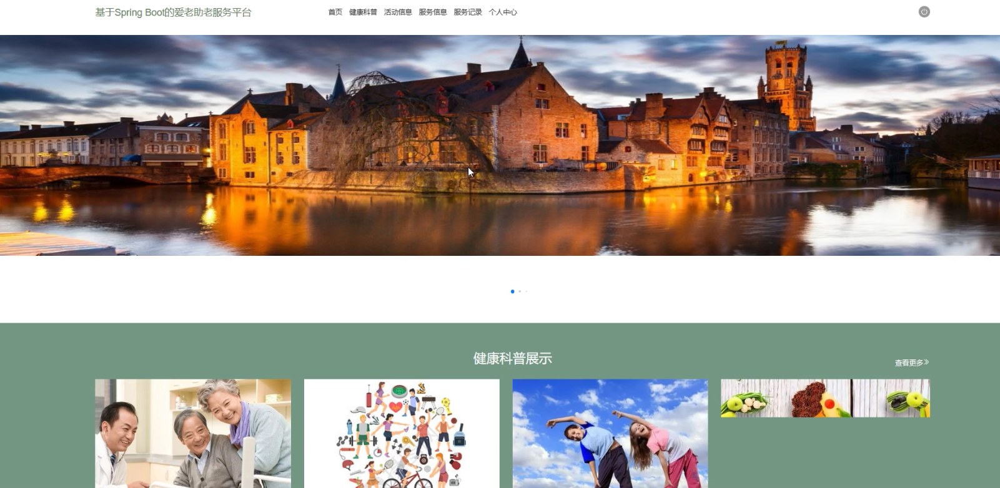 基于Spring Boot的爱老助老服务平台
首页 健康科普 活动信息 服务信息 服务记录 个人中心
健康科普展示
查看更多